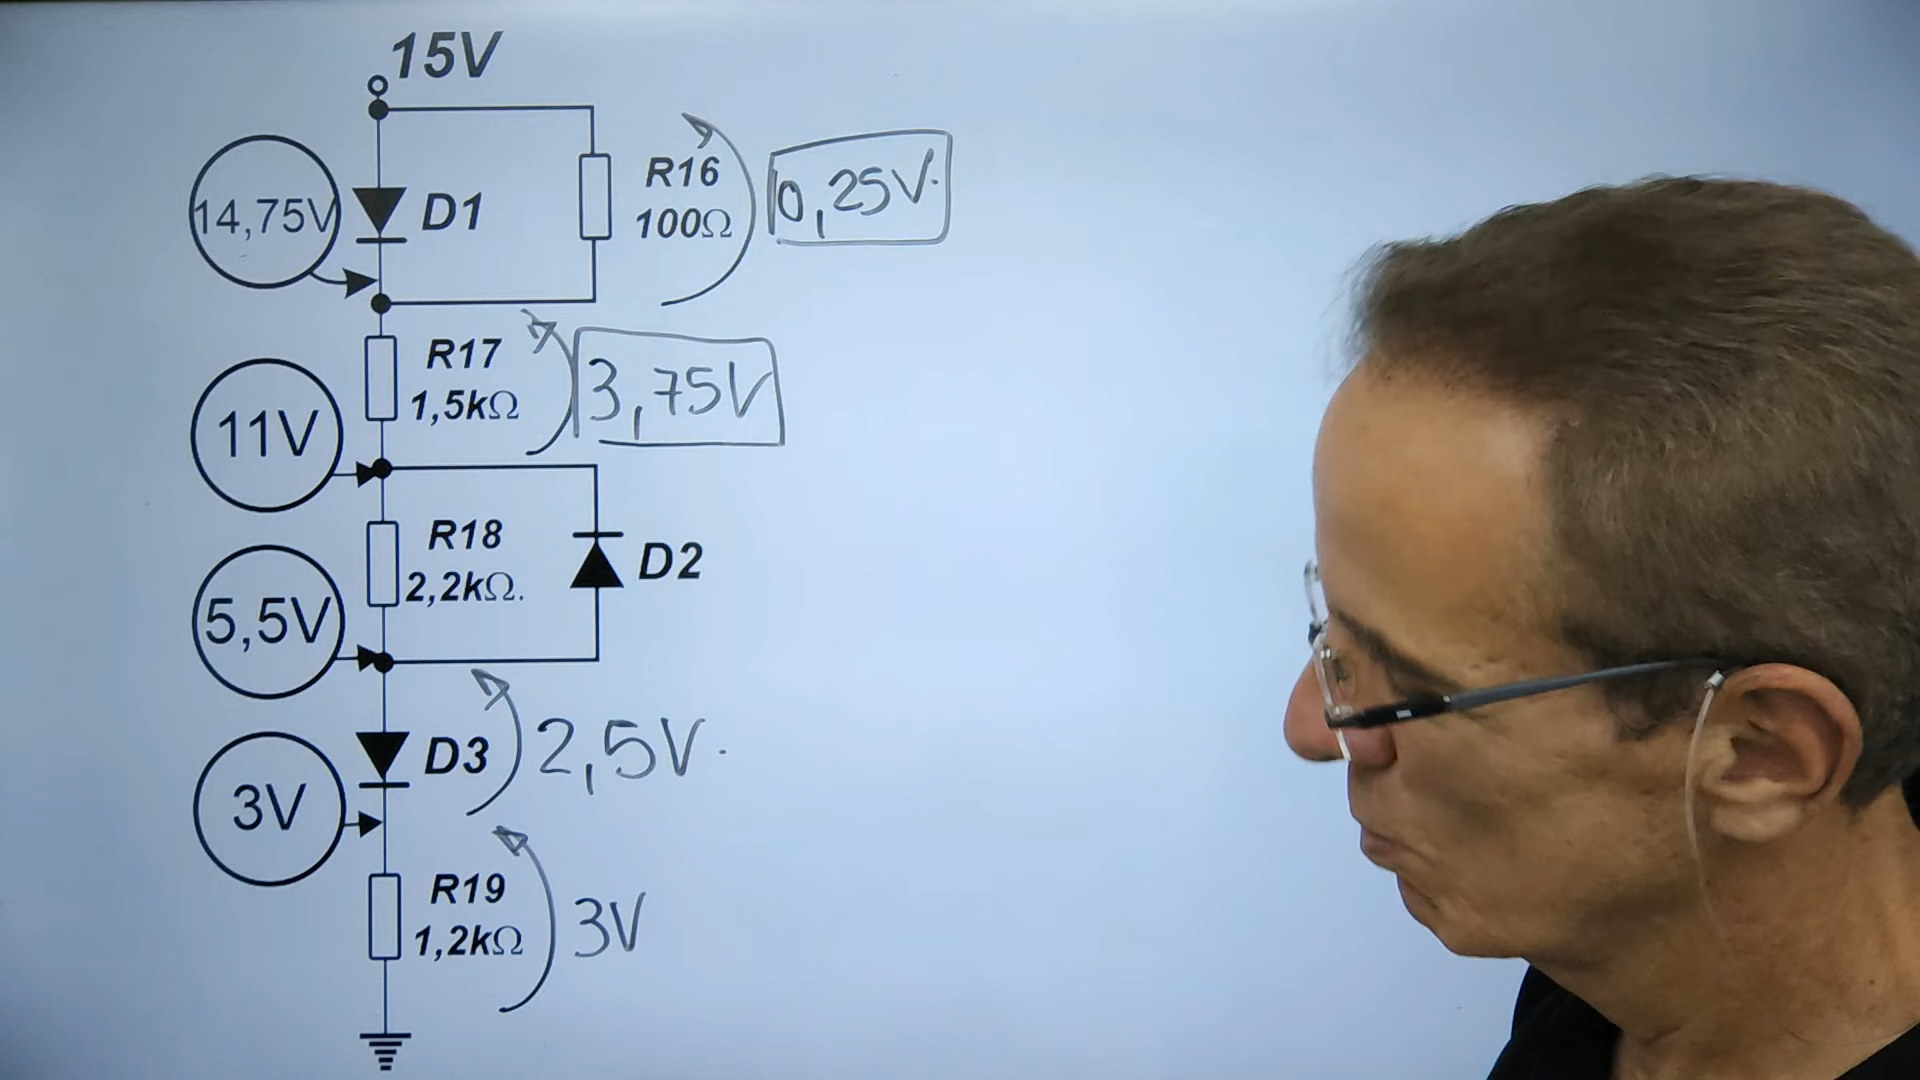 15V
14,75V
D1
R16
100Ω
0,25V.
R17
1,5kΩ
3,75V
11V
R18
2,2kΩ.
D2
5,5V
D3
2,5V.
3V
R19
1,2kΩ
3V